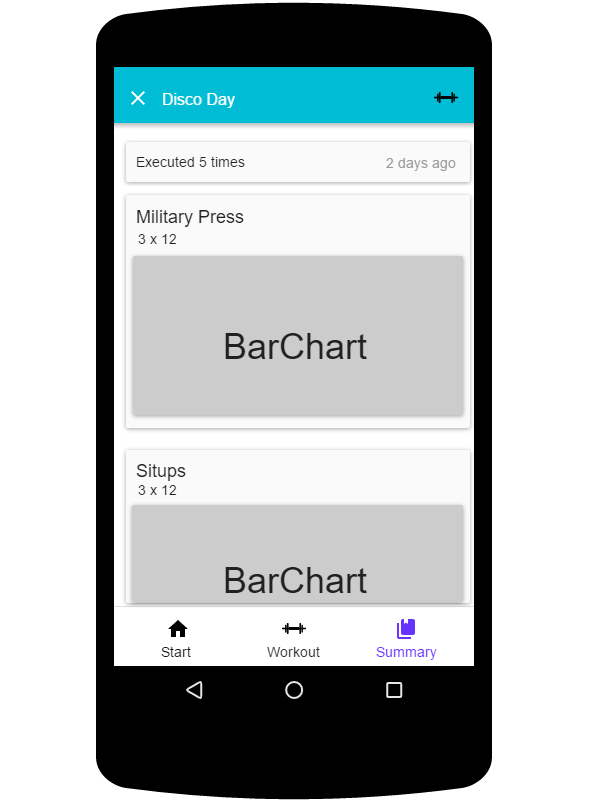 Disco Day
Executed 5 times
2 days ago
Military Press
3 x 12
BarChart
Situps
3 x 12
BarChart
Start
Workout
Summary